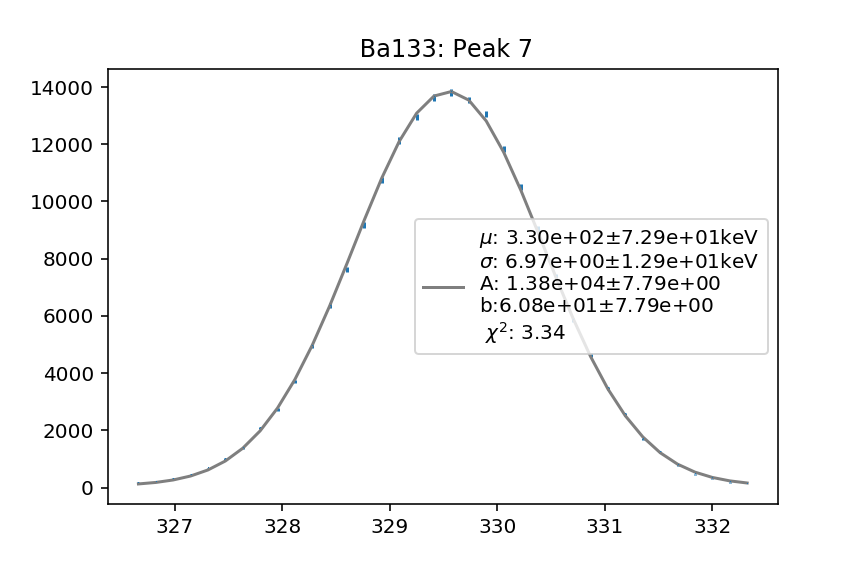 Ba133: Peak 7
14000
12000
10000
8000
6000
4000
2000
0
μ: 3.30e+02±7.29e+01keV
σ: 6.97e+00±1.29e+01keV
A: 1.38e+04±7.79e+00
b:6.08e+01±7.79e+00
χ²: 3.34
327 328 329 330 331 332